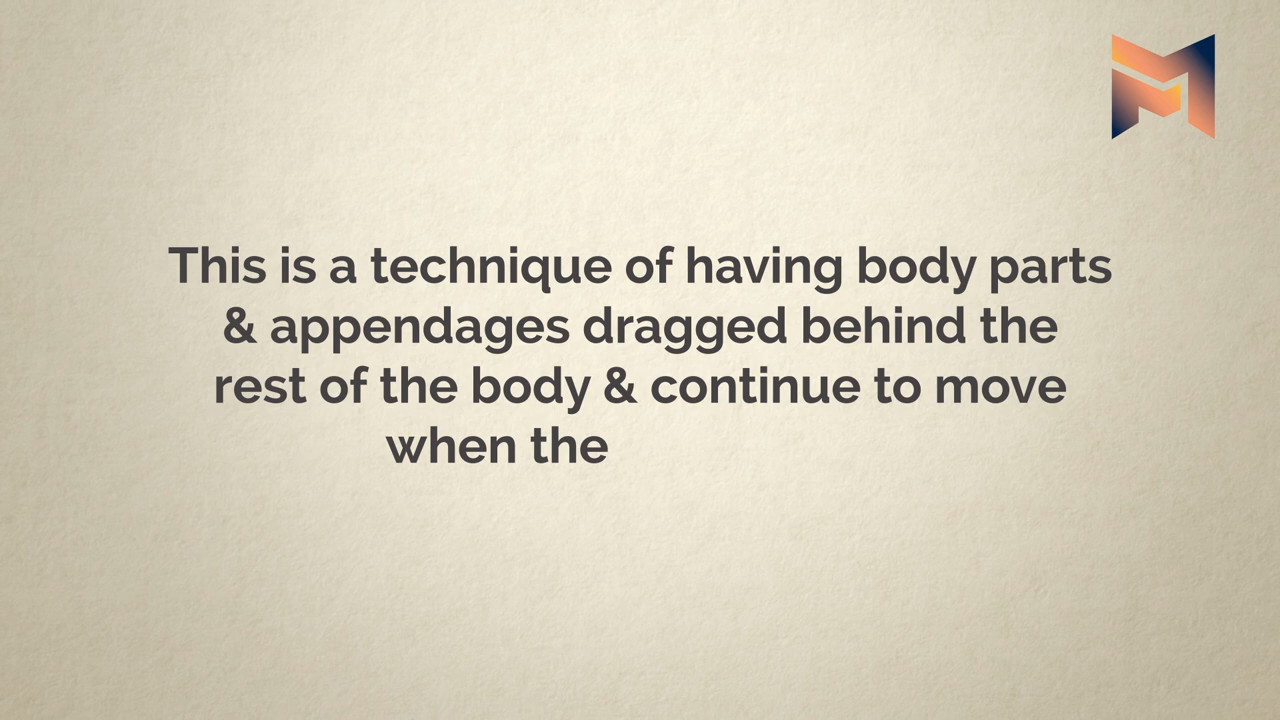 This is a technique of having body parts
& appendages dragged behind the
rest of the body & continue to move
when the